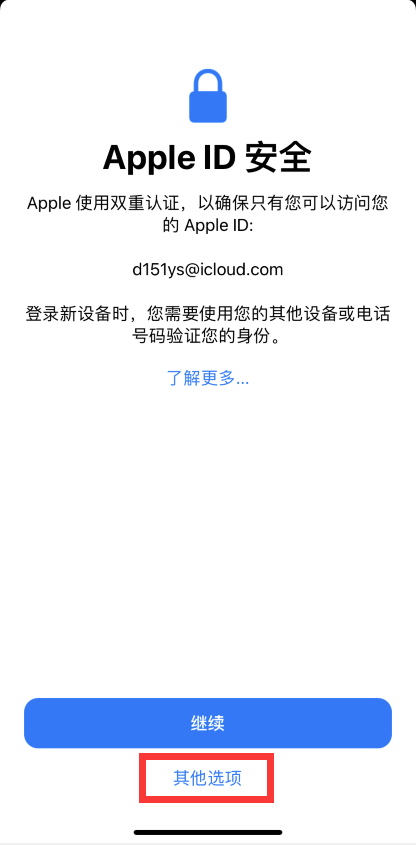 Apple ID 安全
Apple 使用双重认证，以确保只有您可以访问您
的 Apple ID:
d151ys@icloud.com
登录新设备时，您需要使用您的其他设备或电话
号码验证您的身份。
了解更多...
继续
其他选项